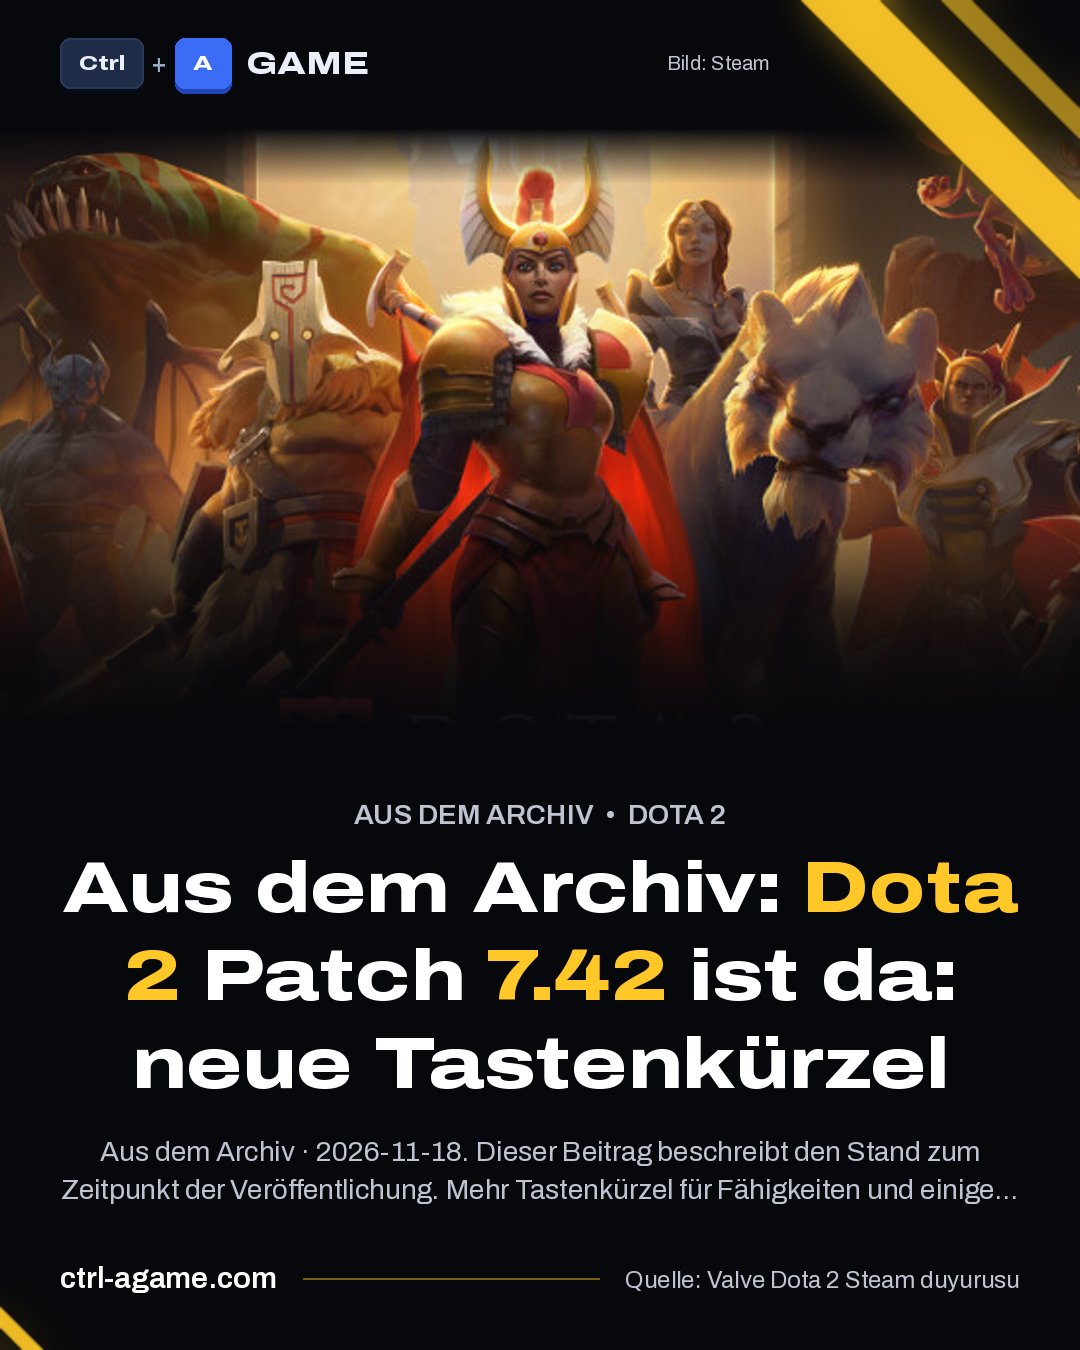 Ctrl + A GAME
Bild: Steam
AUS DEM ARCHIV • DOTA 2
Aus dem Archiv: Dota
2 Patch 7.42 ist da:
neue Tastenkürzel
Aus dem Archiv · 2026-11-18. Dieser Beitrag beschreibt den Stand zum
Zeitpunkt der Veröffentlichung. Mehr Tastenkürzel für Fähigkeiten und einige...
ctrl-agame.com
Quelle: Valve Dota 2 Steam duyurusu